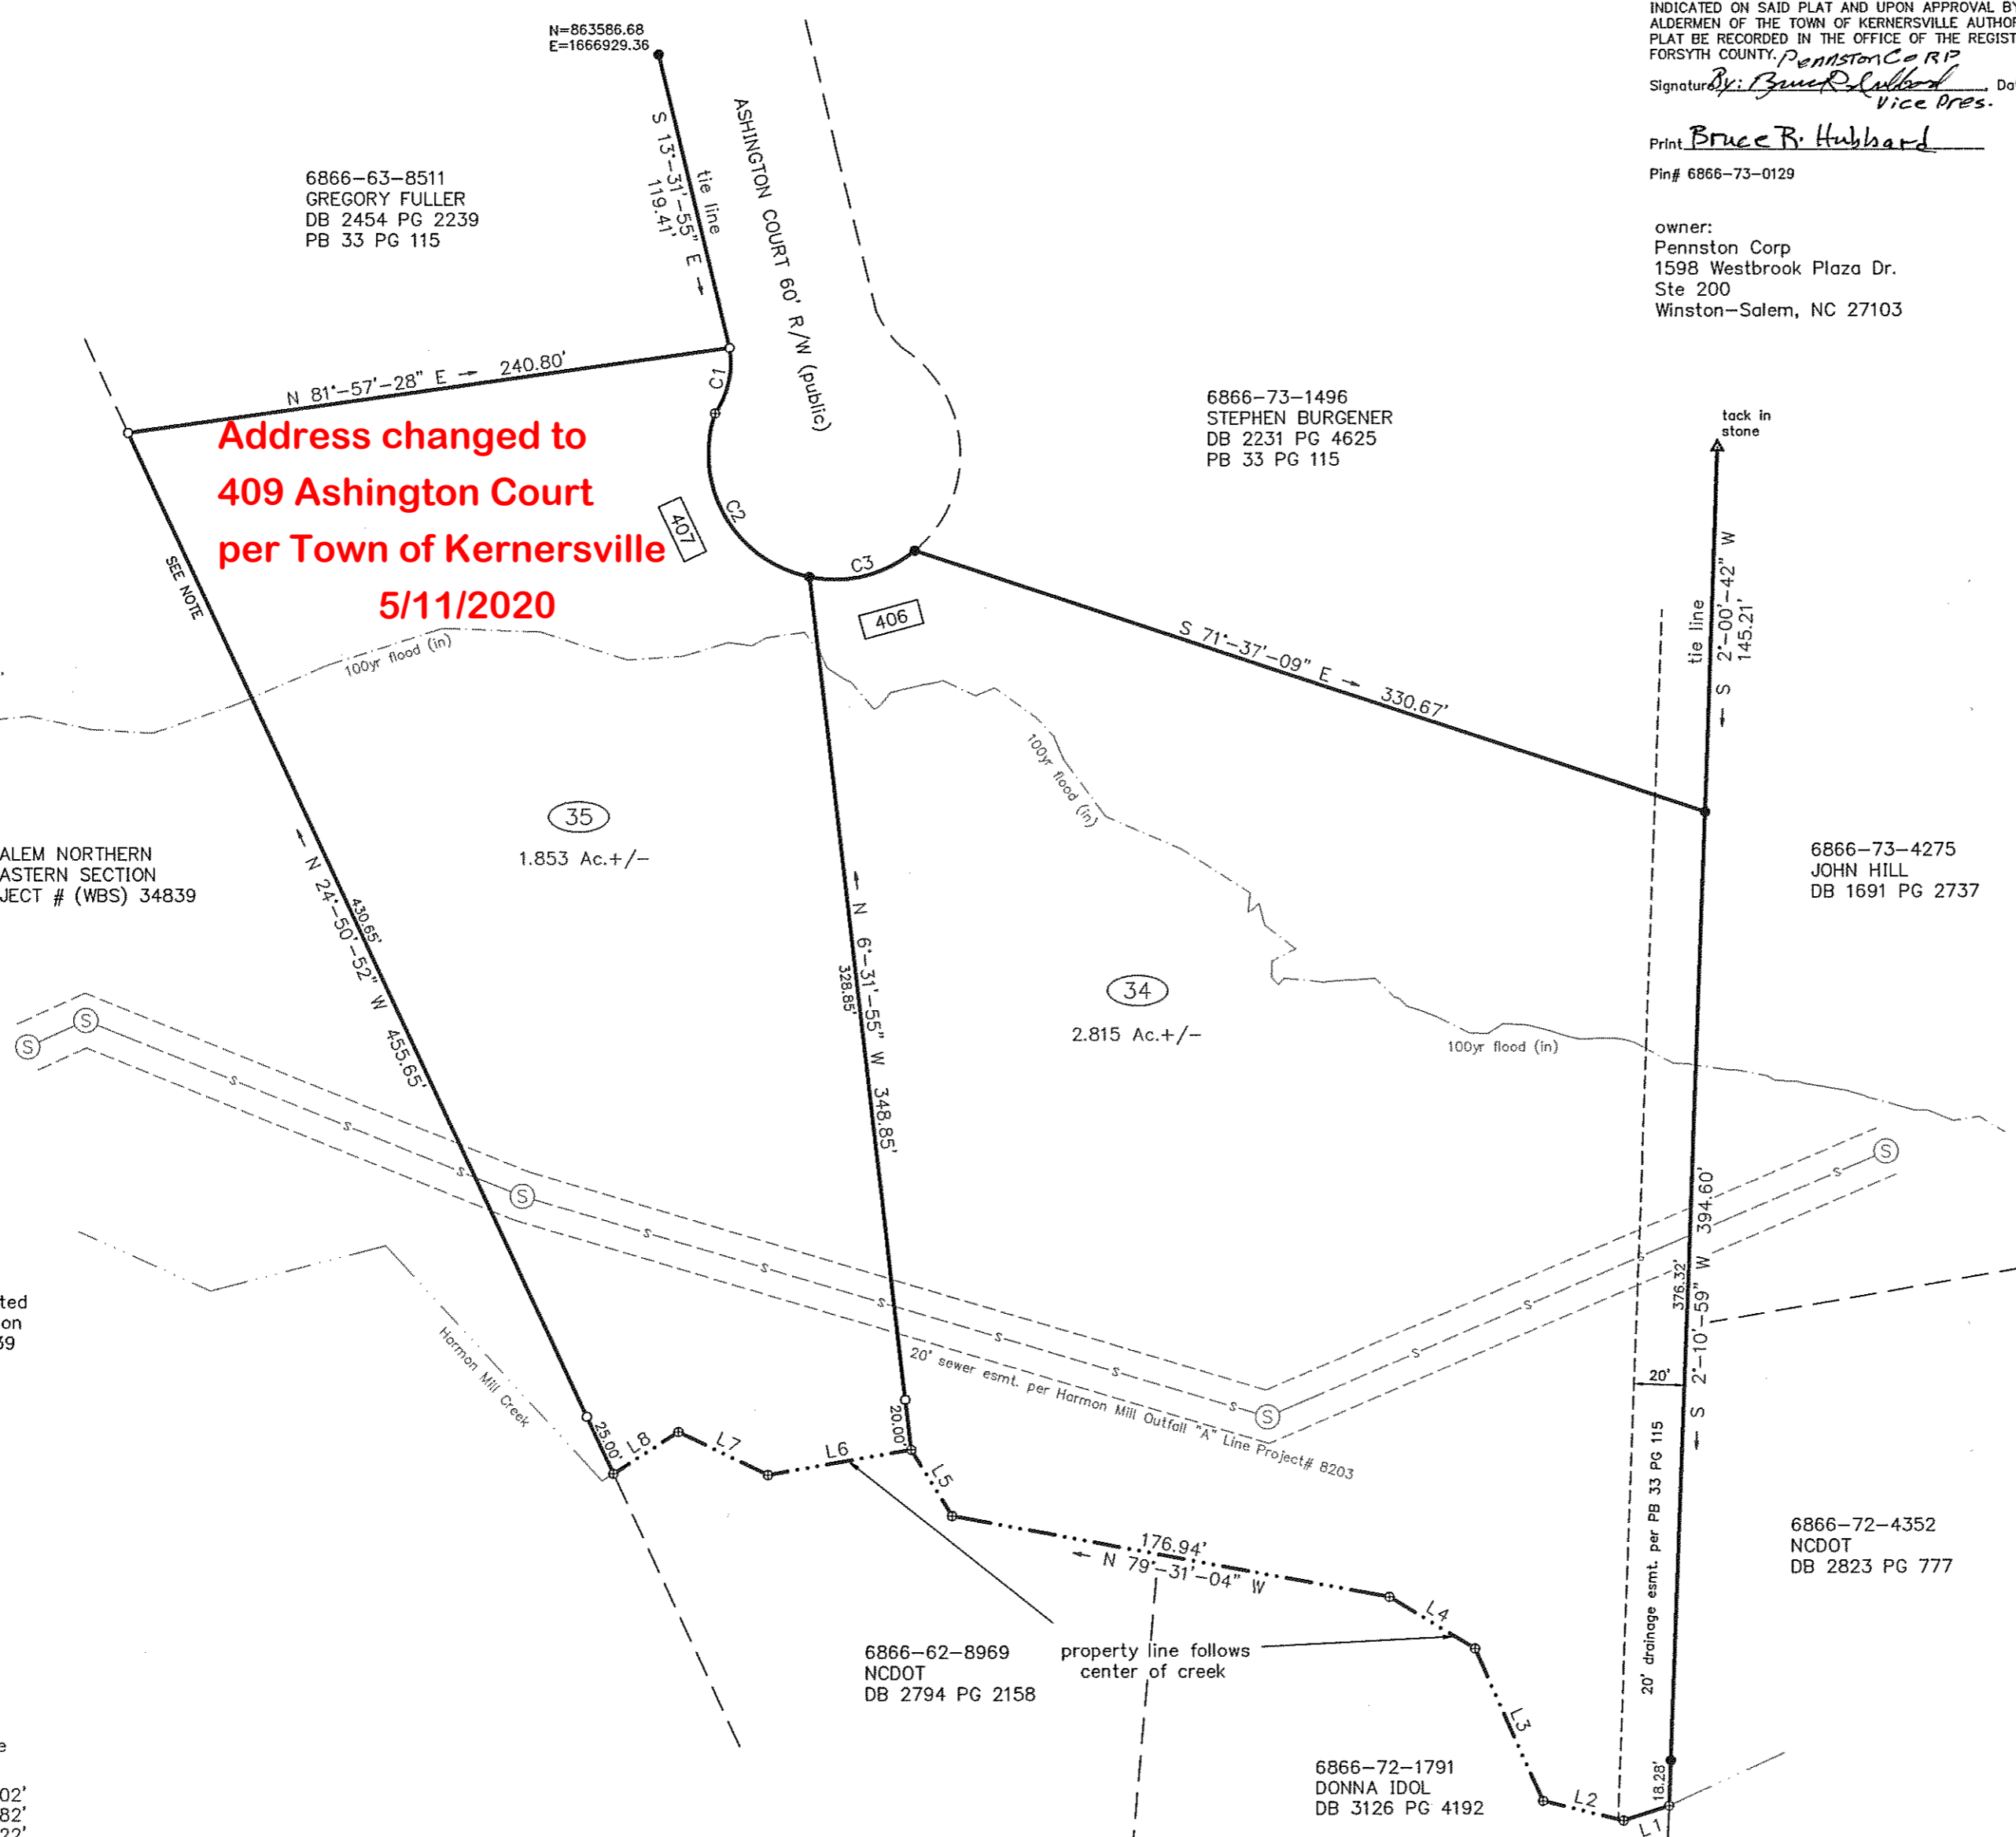 N=863586.68
E=1666929.36
INDICATED ON SAID PLAT AND UPON APPROVAL BY
ALDERMEN OF THE TOWN OF KERNERSVILLE AUTHOR
PLAT BE RECORDED IN THE OFFICE OF THE REGIST
FORSYTH COUNTY. Pennston CoRP
Signature By: Bruce R. Hubbard , Da
Vice Pres.
Print Bruce R. Hubbard
Pin# 6866-73-0129
owner:
Pennston Corp
1598 Westbrook Plaza Dr.
Ste 200
Winston-Salem, NC 27103
6866-63-8511
GREGORY FULLER
DB 2454 PG 2239
PB 33 PG 115
tie line
S 13°-31'-55" E
119.41'
ASHINGTON COURT 60' R/W (public)
N 81°-57'-28" E 240.80'
C1
6866-73-1496
STEPHEN BURGENER
DB 2231 PG 4625
PB 33 PG 115
tack in
stone
Address changed to
409 Ashington Court
per Town of Kernersville
5/11/2020
C2
407
C3
406
SEE NOTE
tie line
S 2°-00'-42" W
145.21'
100yr flood (in)
S 71°-37'-09" E 330.67'
100yr flood (in)
35
1.853 Ac.+/-
ALEM NORTHERN
ASTERN SECTION
JECT # (WBS) 34839
430.65'
N 24°-50'-52" W 455.65'
N 6°-31'-55" W 348.85'
328.85'
34
2.815 Ac.+/-
100yr flood (in)
6866-73-4275
JOHN HILL
DB 1691 PG 2737
S
S
S
S
S
s
s
s
s
s
s
s
s
s
s
s
s
s
376.32'
S 2°-10'-59" W 394.60'
ted
on
39
Harmon Mill Creek
20' sewer esmt. per Harmon Mill Outfall "A" Line Project# 8203
20'
20' drainage esmt. per PB 33 PG 115
25.00'
20.00'
L8
L7
L6
L5
176.94'
N 79°-31'-04" W
L4
L3
L2
L1
18.28'
6866-72-4352
NCDOT
DB 2823 PG 777
6866-62-8969
NCDOT
DB 2794 PG 2158
property line follows
center of creek
6866-72-1791
DONNA IDOL
DB 3126 PG 4192
e
02'
82'
22'